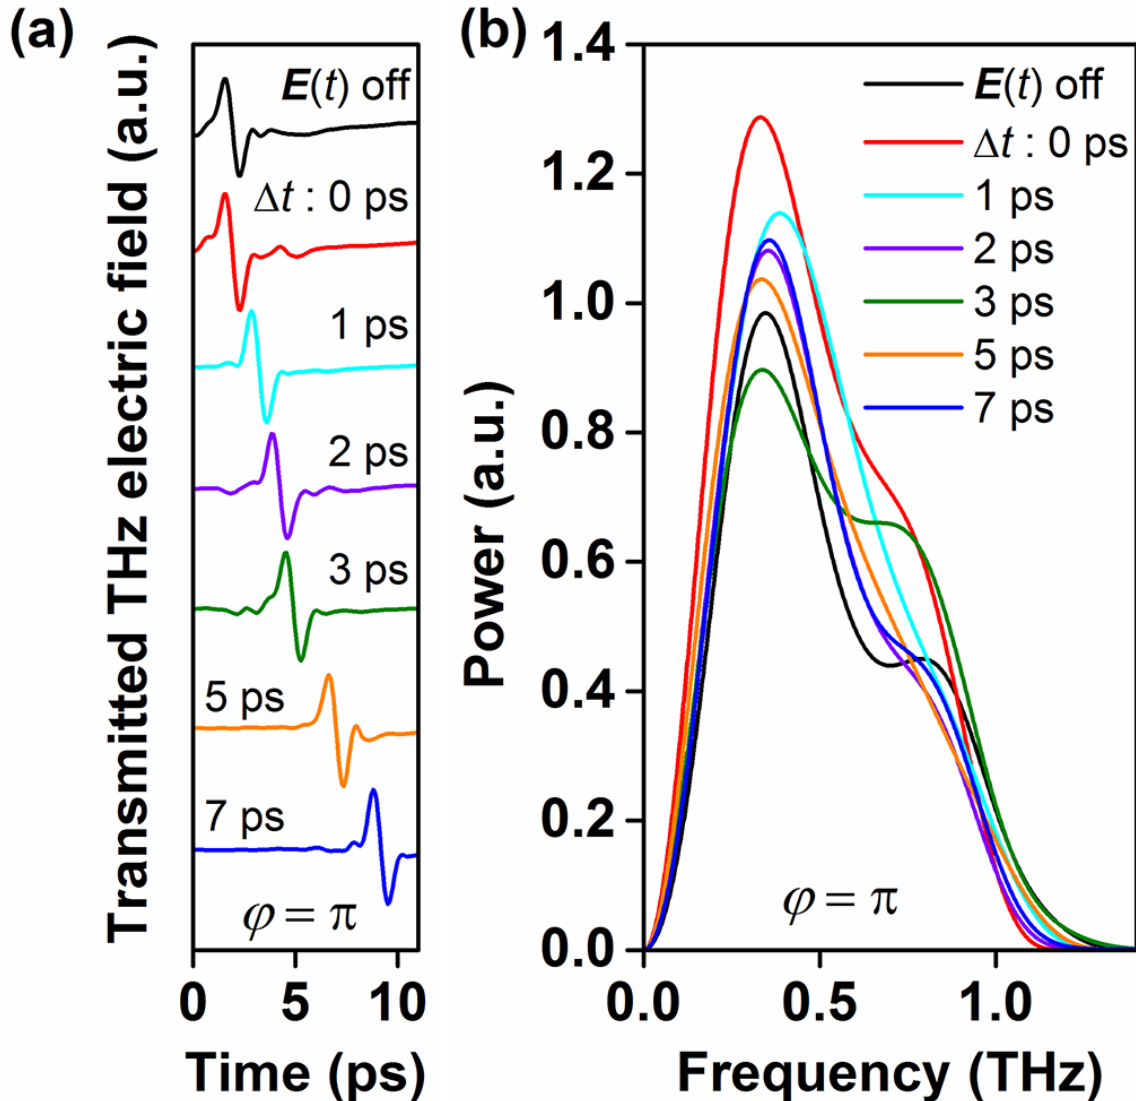 (a)
Transmitted THz electric field (a.u.)
E(t) off
Δt : 0 ps
1 ps
2 ps
3 ps
5 ps
7 ps
φ = π
0
5
10
Time (ps)
(b)
Power (a.u.)
1.4
1.2
1.0
0.8
0.6
0.4
0.2
0.0
E(t) off
Δt : 0 ps
1 ps
2 ps
3 ps
5 ps
7 ps
φ = π
0.0
0.5
1.0
Frequency (THz)